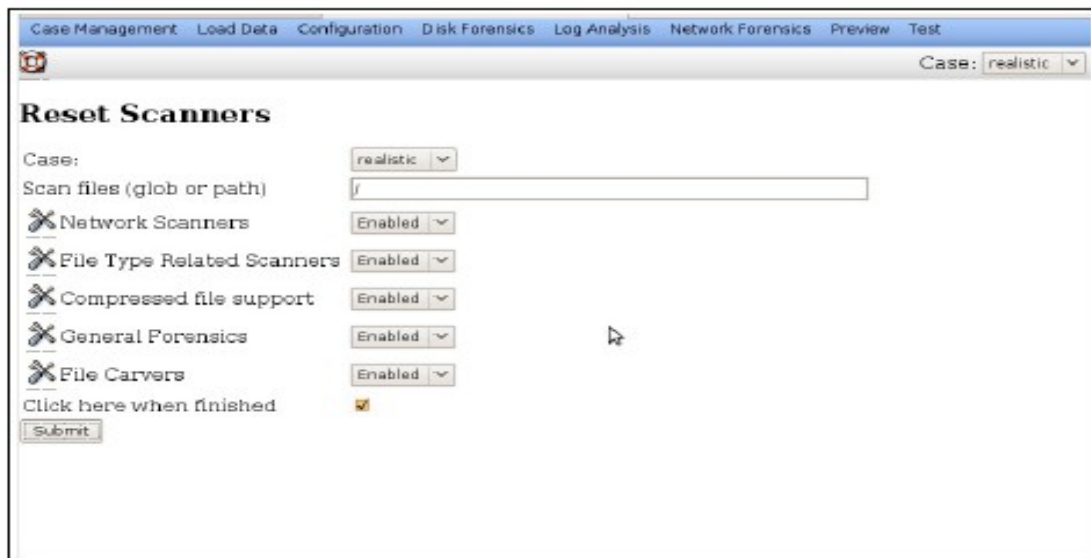 Case Management Load Data Configuration Disk Forensics Log Analysis Network Forensics Preview Test
Case: realistic
Reset Scanners
Case: realistic
Scan files (glob or path) /
Network Scanners Enabled
File Type Related Scanners Enabled
Compressed file support Enabled
General Forensics Enabled
File Carvers Enabled
Click here when finished
Submit